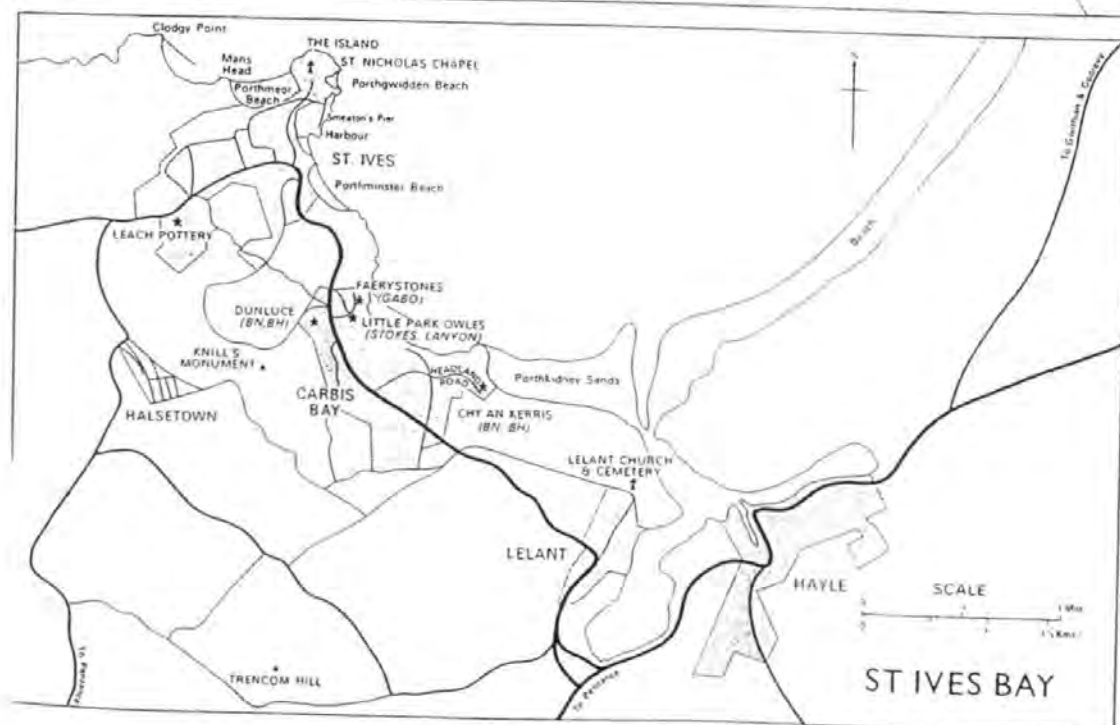 Clodgy Point
THE ISLAND
ST. NICHOLAS CHAPEL
Mans
Head
Porthmeor
Beach
Porthgwidden Beach
Smeaton's Pier
Harbour
ST. IVES
Porthminster Beach
LEACH POTTERY
FAERYSTONES
(YGABO)
DUNLUCE
(BN, BH)
LITTLE PARK OWLES
(STOKES, LANYON)
KNILL'S
MONUMENT
CARBIS
BAY
HALSETOWN
HEADLAND
ROAD
Porthkidney Sands
CHY AN KERRIS
(BN, BH)
LELANT CHURCH
& CEMETERY
LELANT
HAYLE
SCALE
TRENCOM HILL
To Penzance
To Penzance
Beach
To Gwithian &
ST IVES BAY